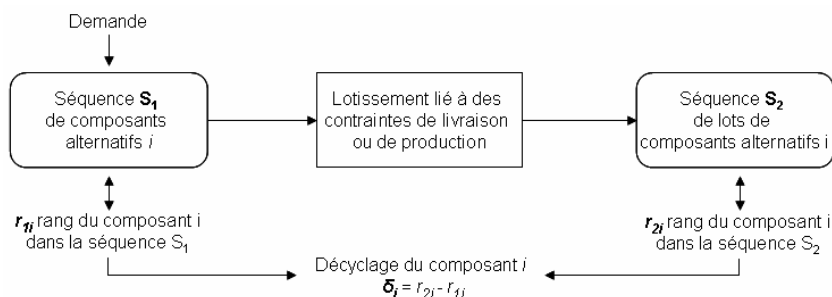 Demande
Séquence S₁
de composants
alternatifs i
Lotissement lié à des
contraintes de livraison
ou de production
Séquence S₂
de lots de
composants alternatifs i
r₁ᵢ rang du composant i
dans la séquence S₁
r₂ᵢ rang du composant i
dans la séquence S₂
Décyclage du composant i
δᵢ = r₂ᵢ - r₁ᵢ